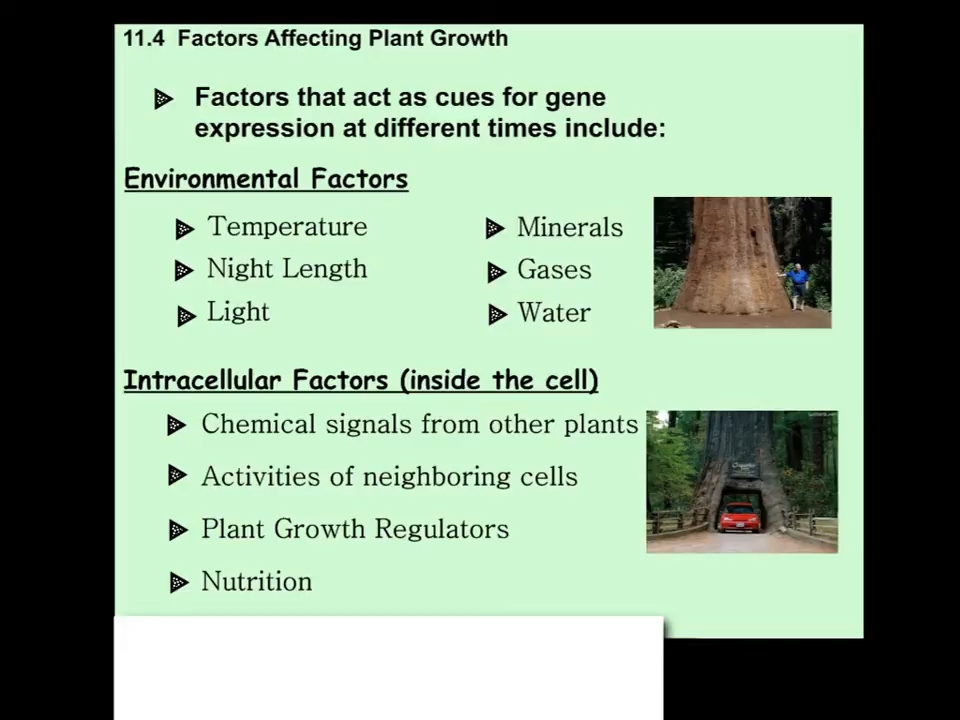 11.4 Factors Affecting Plant Growth
Factors that act as cues for gene
expression at different times include:
Environmental Factors
Temperature
Night Length
Light
Minerals
Gases
Water
Intracellular Factors (inside the cell)
Chemical signals from other plants
Activities of neighboring cells
Plant Growth Regulators
Nutrition